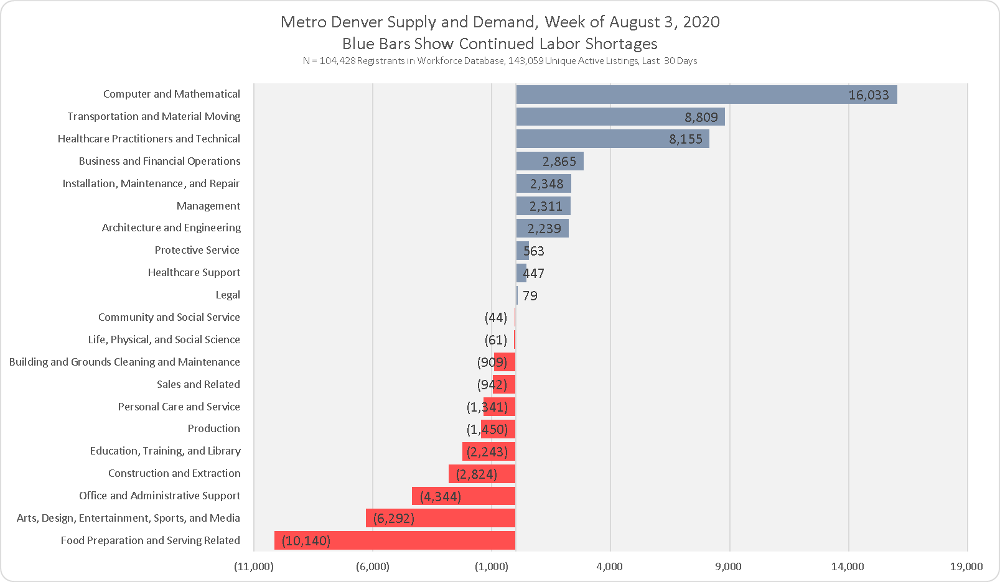 Metro Denver Supply and Demand, Week of August 3, 2020
Blue Bars Show Continued Labor Shortages
N = 104,428 Registrants in Workforce Database, 143,059 Unique Active Listings, Last 30 Days
Computer and Mathematical 16,033
Transportation and Material Moving 8,809
Healthcare Practitioners and Technical 8,155
Business and Financial Operations 2,865
Installation, Maintenance, and Repair 2,348
Management 2,311
Architecture and Engineering 2,239
Protective Service 563
Healthcare Support 447
Legal 79
Community and Social Service (44)
Life, Physical, and Social Science (61)
Building and Grounds Cleaning and Maintenance (909)
Sales and Related (942)
Personal Care and Service (1,341)
Production (1,450)
Education, Training, and Library (2,243)
Construction and Extraction (2,824)
Office and Administrative Support (4,344)
Arts, Design, Entertainment, Sports, and Media (6,292)
Food Preparation and Serving Related (10,140)
(11,000) (6,000) (1,000) 4,000 9,000 14,000 19,000